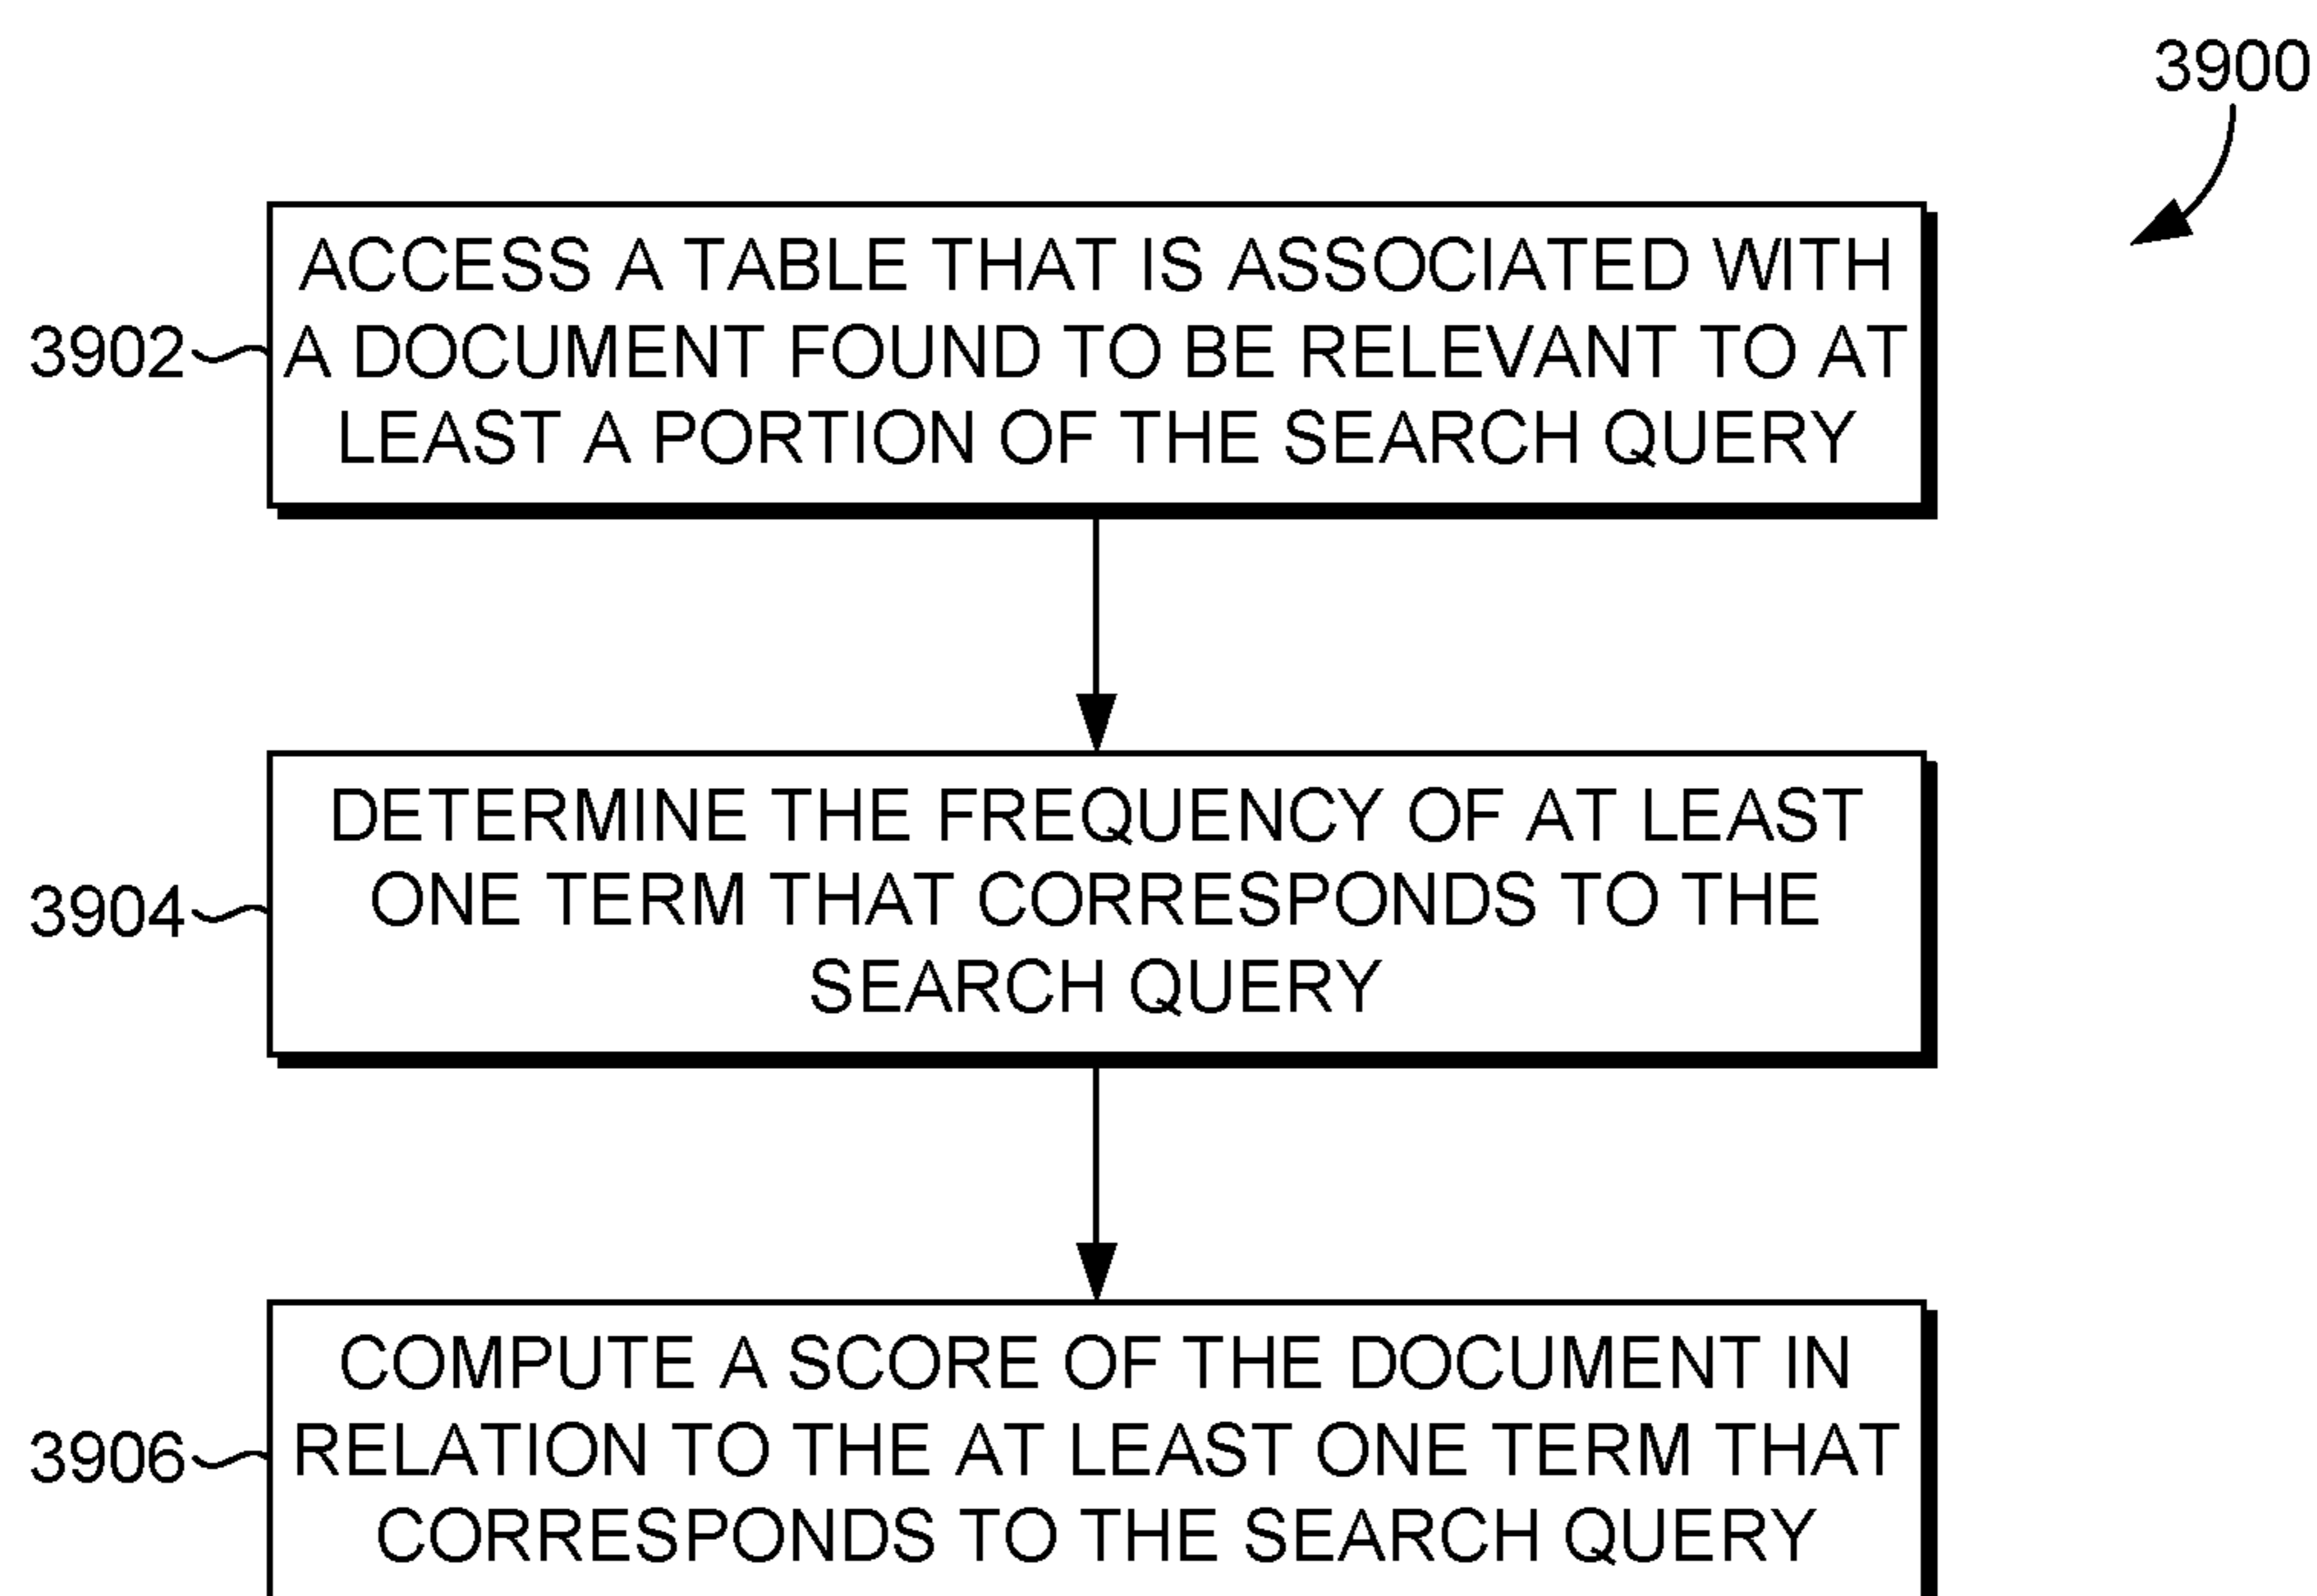 3900
ACCESS A TABLE THAT IS ASSOCIATED WITH
A DOCUMENT FOUND TO BE RELEVANT TO AT
LEAST A PORTION OF THE SEARCH QUERY
3902
DETERMINE THE FREQUENCY OF AT LEAST
ONE TERM THAT CORRESPONDS TO THE
SEARCH QUERY
3904
COMPUTE A SCORE OF THE DOCUMENT IN
RELATION TO THE AT LEAST ONE TERM THAT
CORRESPONDS TO THE SEARCH QUERY
3906